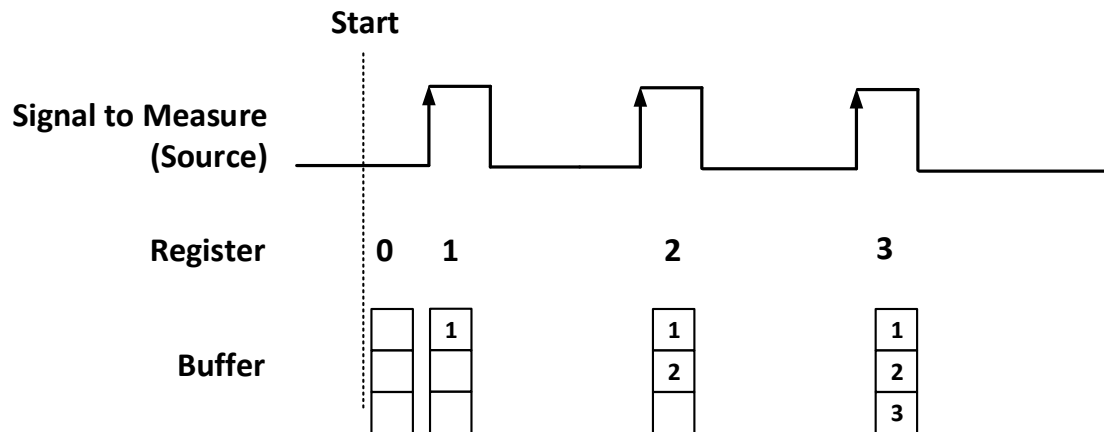 Start
Signal to Measure
(Source)
Register 0 1 2 3
1 1 1
Buffer 2 2
3